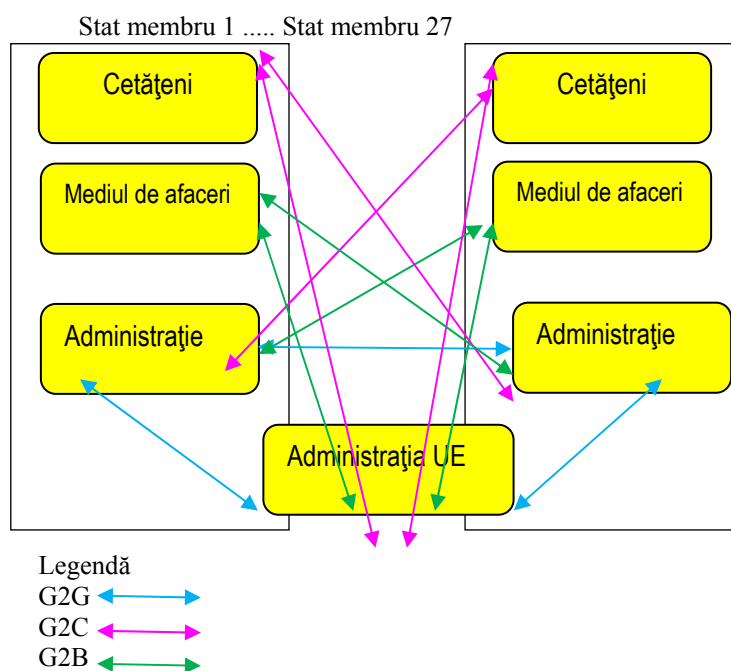 Stat membru 1 ..... Stat membru 27
Cetăţeni
Cetăţeni
Mediul de afaceri
Mediul de afaceri
Administraţie
Administraţie
Administraţia UE
Legendă
G2G
G2C
G2B